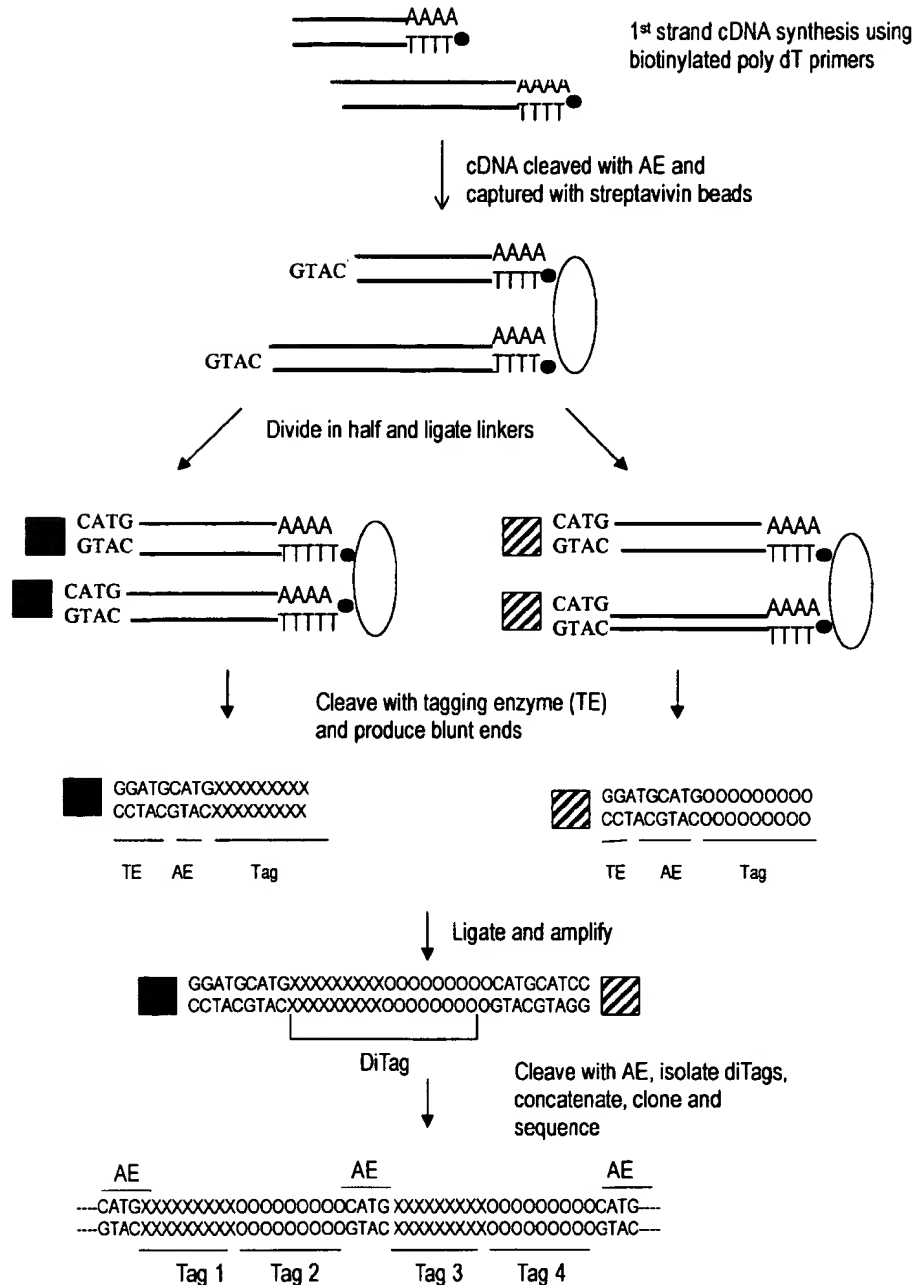 AAAA
TTTT
1st strand cDNA synthesis using
biotinylated poly dT primers
AAAA
TTTT
cDNA cleaved with AE and
captured with streptavivin beads
AAAA
GTAC
TTTT
AAAA
GTAC
TTTT
Divide in half and ligate linkers
CATG AAAA
GTAC TTTTT
CATG AAAA
GTAC TTTTT
CATG AAAA
GTAC TTTT
CATG AAAA
GTAC TTTT
Cleave with tagging enzyme (TE)
and produce blunt ends
GGATGCATGXXXXXXXXX
CCTACGTACXXXXXXXXX
TE AE Tag
GGATGCATGOOOOOOOOO
CCTACGTACOOOOOOOOO
TE AE Tag
Ligate and amplify
GGATGCATGXXXXXXXXXOOOOOOOOOCATGCATCC
CCTACGTACXXXXXXXXXOOOOOOOOOGTACGTAGG
DiTag
Cleave with AE, isolate diTags,
concatenate, clone and
sequence
AE AE AE
----CATGXXXXXXXXXOOOOOOOOOCATGXXXXXXXXXOOOOOOOOOCATG----
----GTACXXXXXXXXXOOOOOOOOOGTACXXXXXXXXXOOOOOOOOOGTAC----
Tag 1 Tag 2 Tag 3 Tag 4